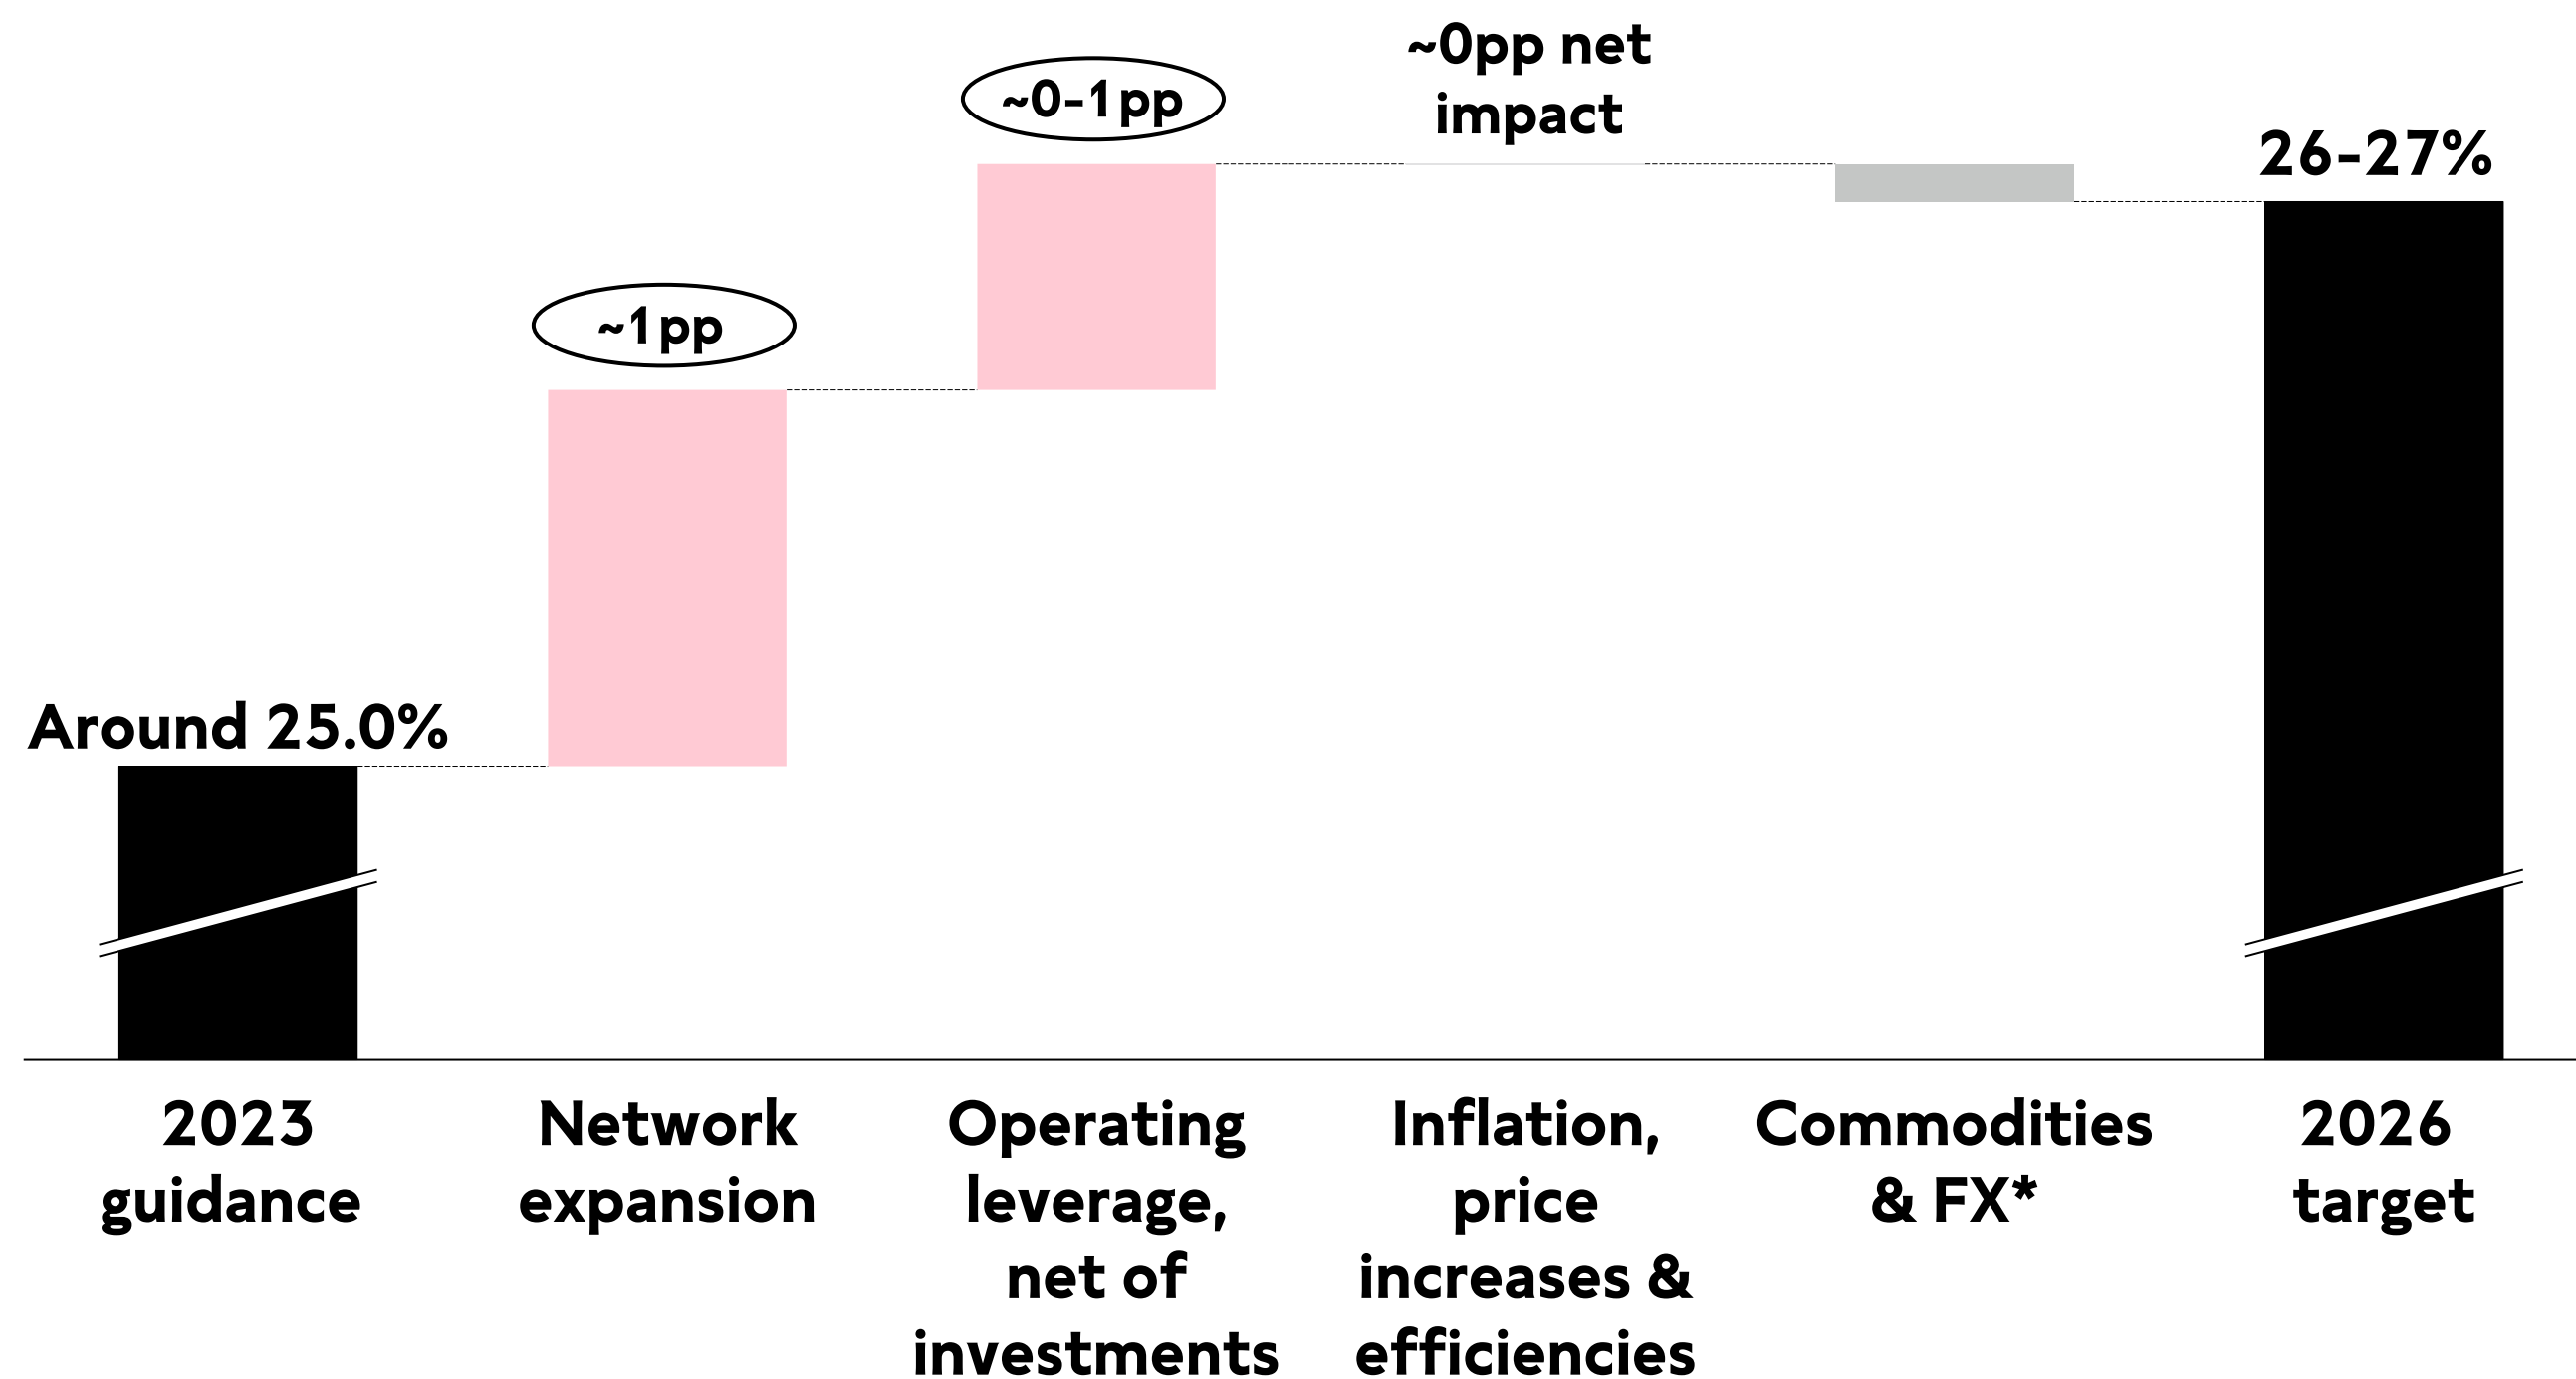 ~0pp net
impact
~0-1pp
26-27%
~1pp
Around 25.0%
2023
guidance
Network
expansion
Operating
leverage,
net of
investments
Inflation,
price
increases &
efficiencies
Commodities
& FX*
2026
target